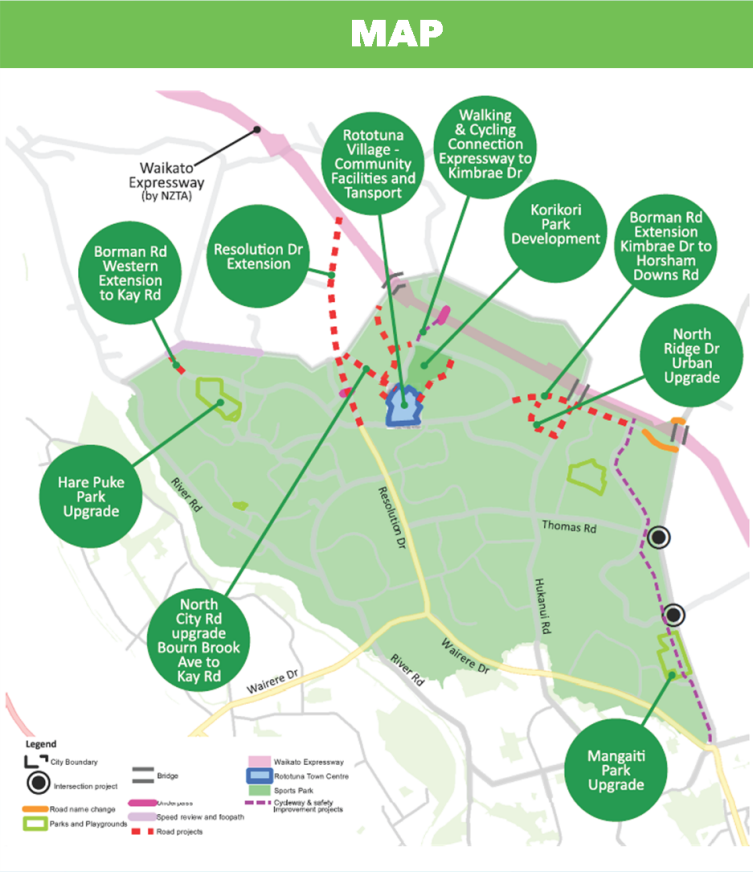 MAP
Waikato
Expressway
(by NZTA)
Rototuna
Village -
Community
Facilities and
Tansport
Walking
& Cycling
Connection
Expressway to
Kimbrae Dr
Korikori
Park
Development
Borman Rd
Extension
Kimbrae Dr to
Horsham
Downs Rd
Borman Rd
Western
Extension
to Kay Rd
Resolution Dr
Extension
North
Ridge Dr
Urban
Upgrade
Hare Puke
Park
Upgrade
River Rd
Resolution Dr
Thomas Rd
Hukanui Rd
North
City Rd
upgrade
Bourn Brook
Ave to
Kay Rd
Wairere Dr
River Rd
Wairere Dr
Mangaiti
Park
Upgrade
Legend
City Boundary
Intersection project
Road name change
Parks and Playgrounds
Bridge
Underpass
Speed review and foopath
Road projects
Waikato Expressway
Rototuna Town Centre
Sports Park
Cycleway & safety
Improvement projects